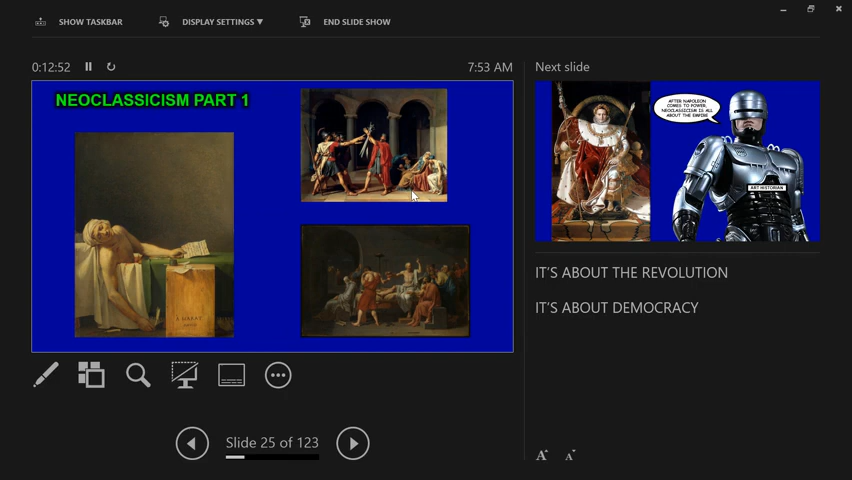 SHOW TASKBAR
DISPLAY SETTINGS ▼
END SLIDE SHOW
0:12:52
7:53 AM
NEOCLASSICISM PART 1
Next slide
AFTER NAPOLEON
COMES TO POWER,
NEOCLASSICISM IS ALL
ABOUT THE EMPIRE
ART HISTORIAN
IT'S ABOUT THE REVOLUTION
IT'S ABOUT DEMOCRACY
Slide 25 of 123
A A